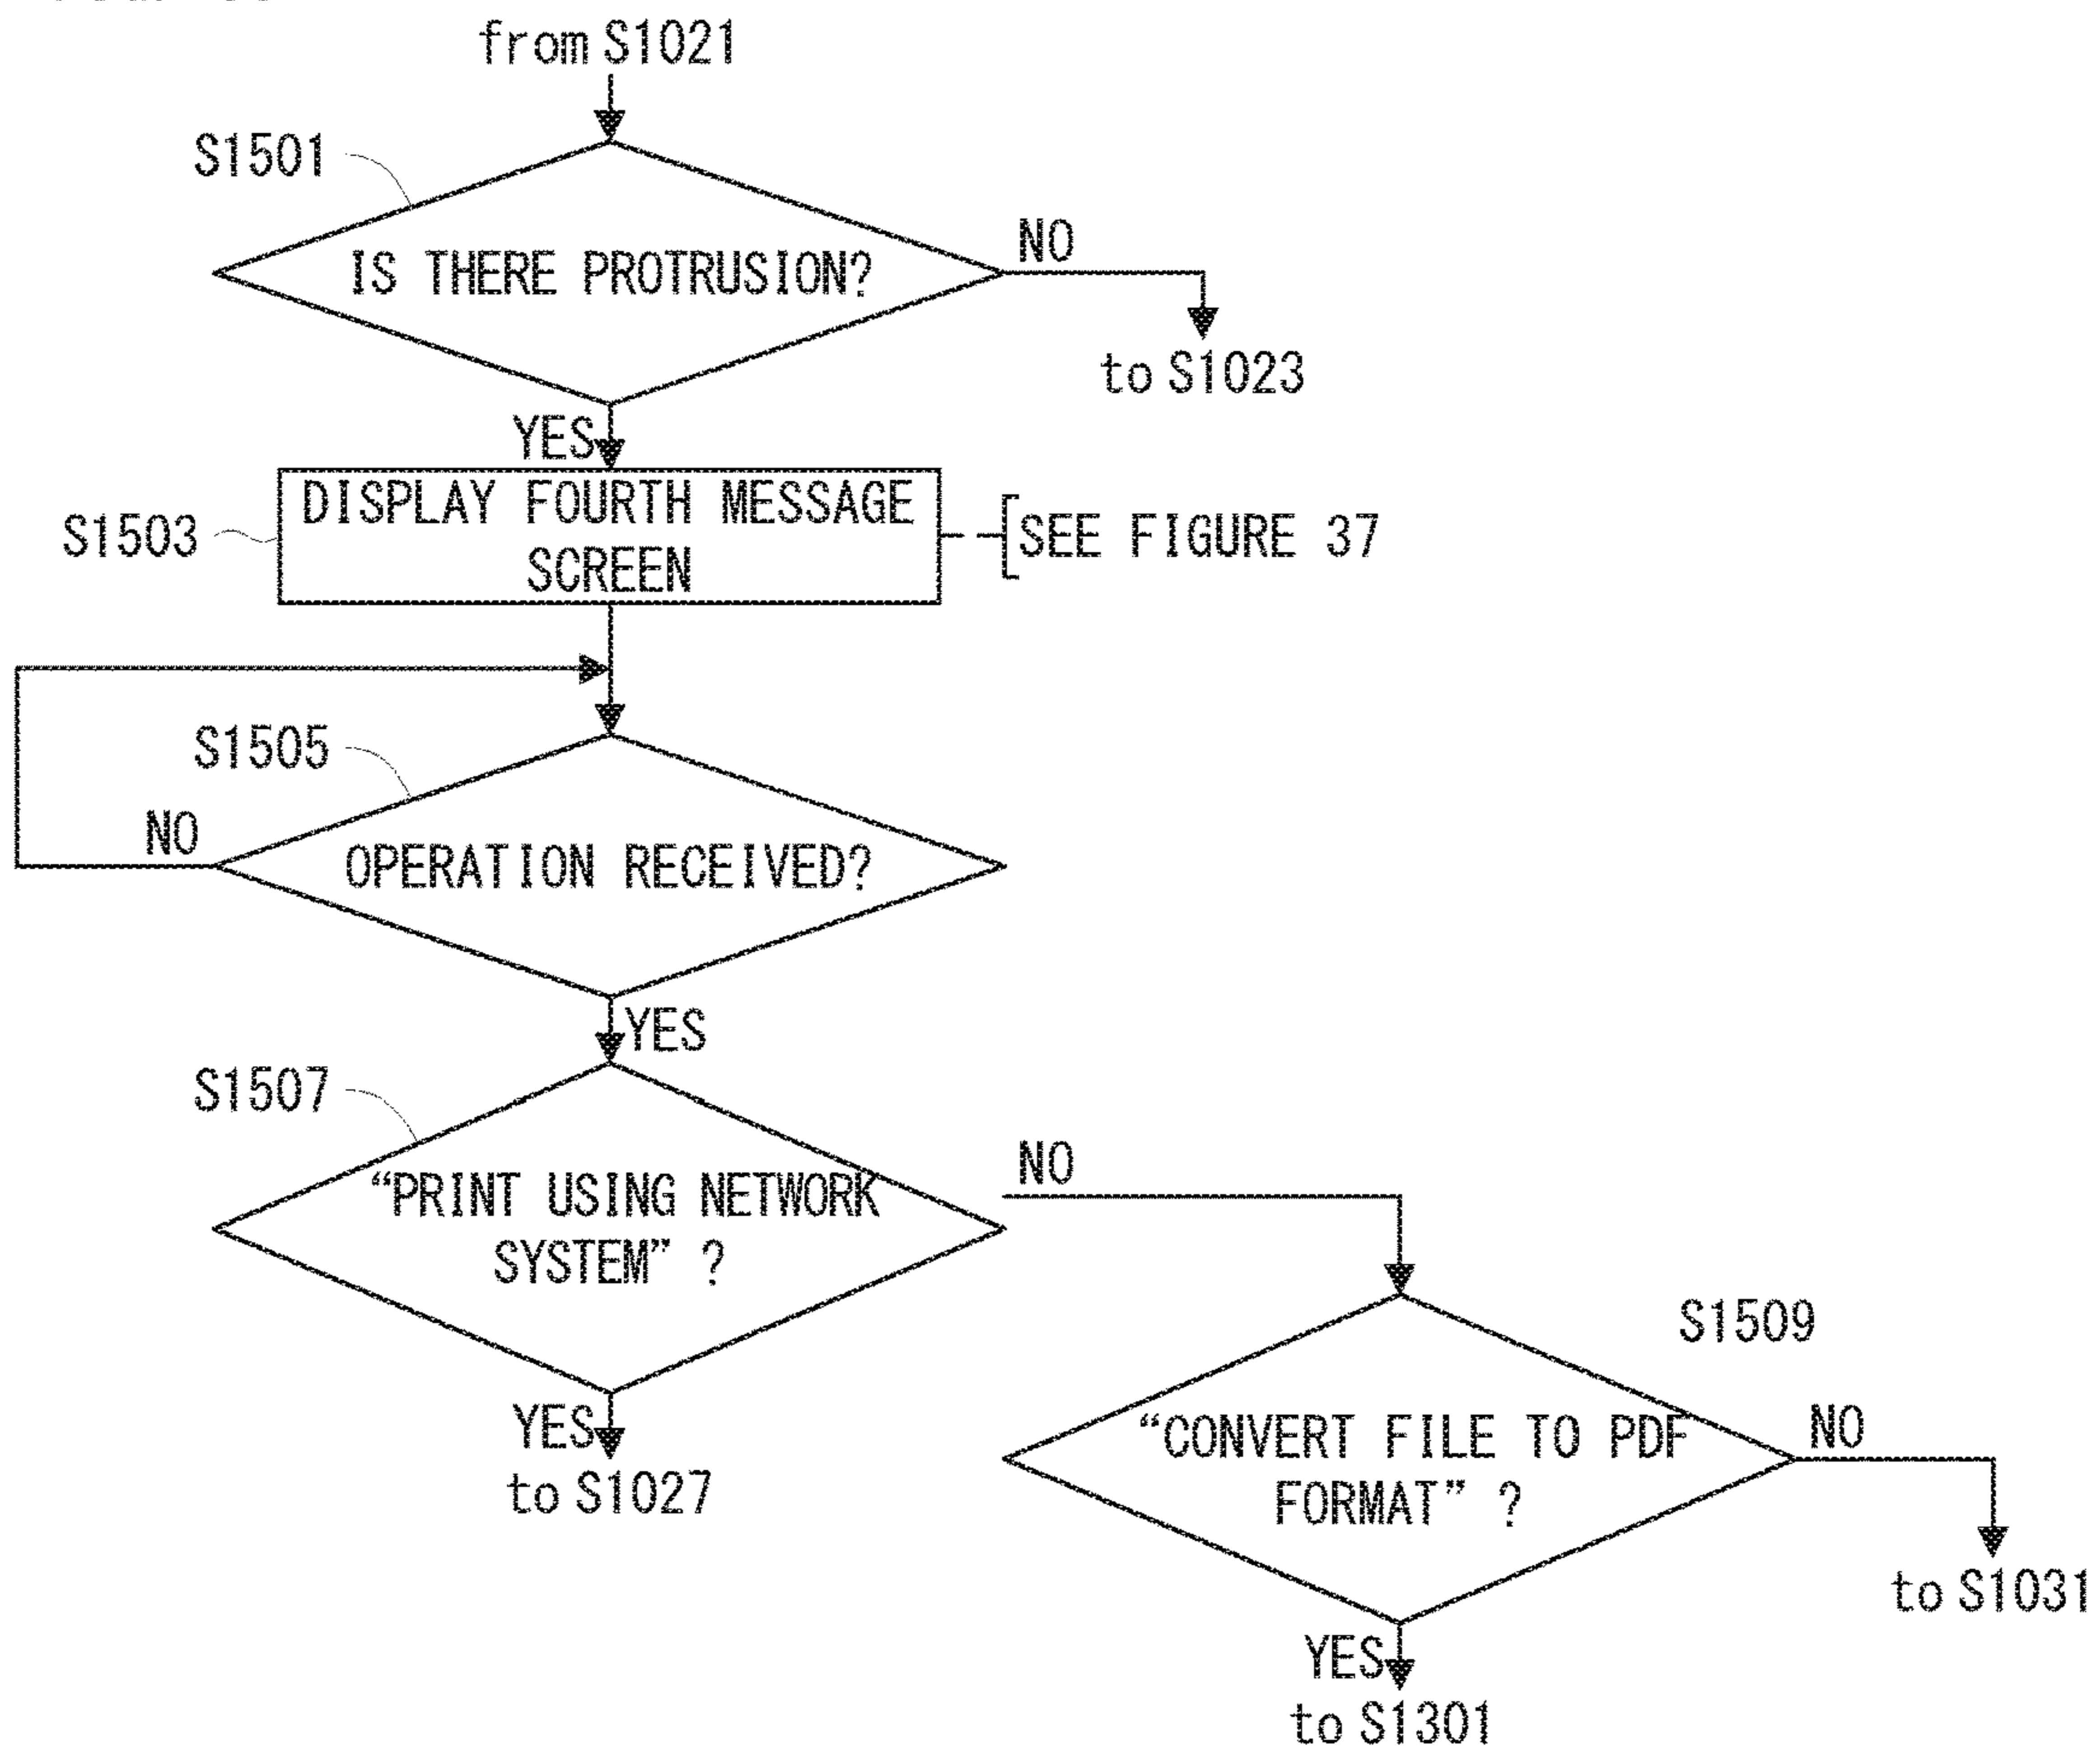 from S1021
S1501
IS THERE PROTRUSION?
NO
to S1023
YES
DISPLAY FOURTH MESSAGE
SCREEN
S1503
SEE FIGURE 37
S1505
NO
OPERATION RECEIVED?
YES
S1507
“PRINT USING NETWORK
SYSTEM” ?
NO
YES
to S1027
S1509
“CONVERT FILE TO PDF
FORMAT” ?
NO
to S1031
YES
to S1301